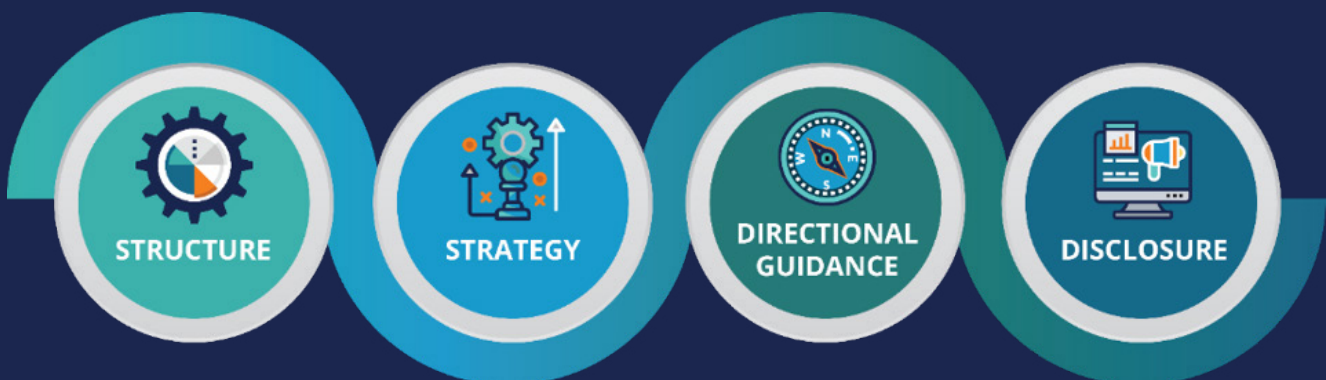 STRUCTURE
STRATEGY
DIRECTIONAL
GUIDANCE
DISCLOSURE
N
E
S
W